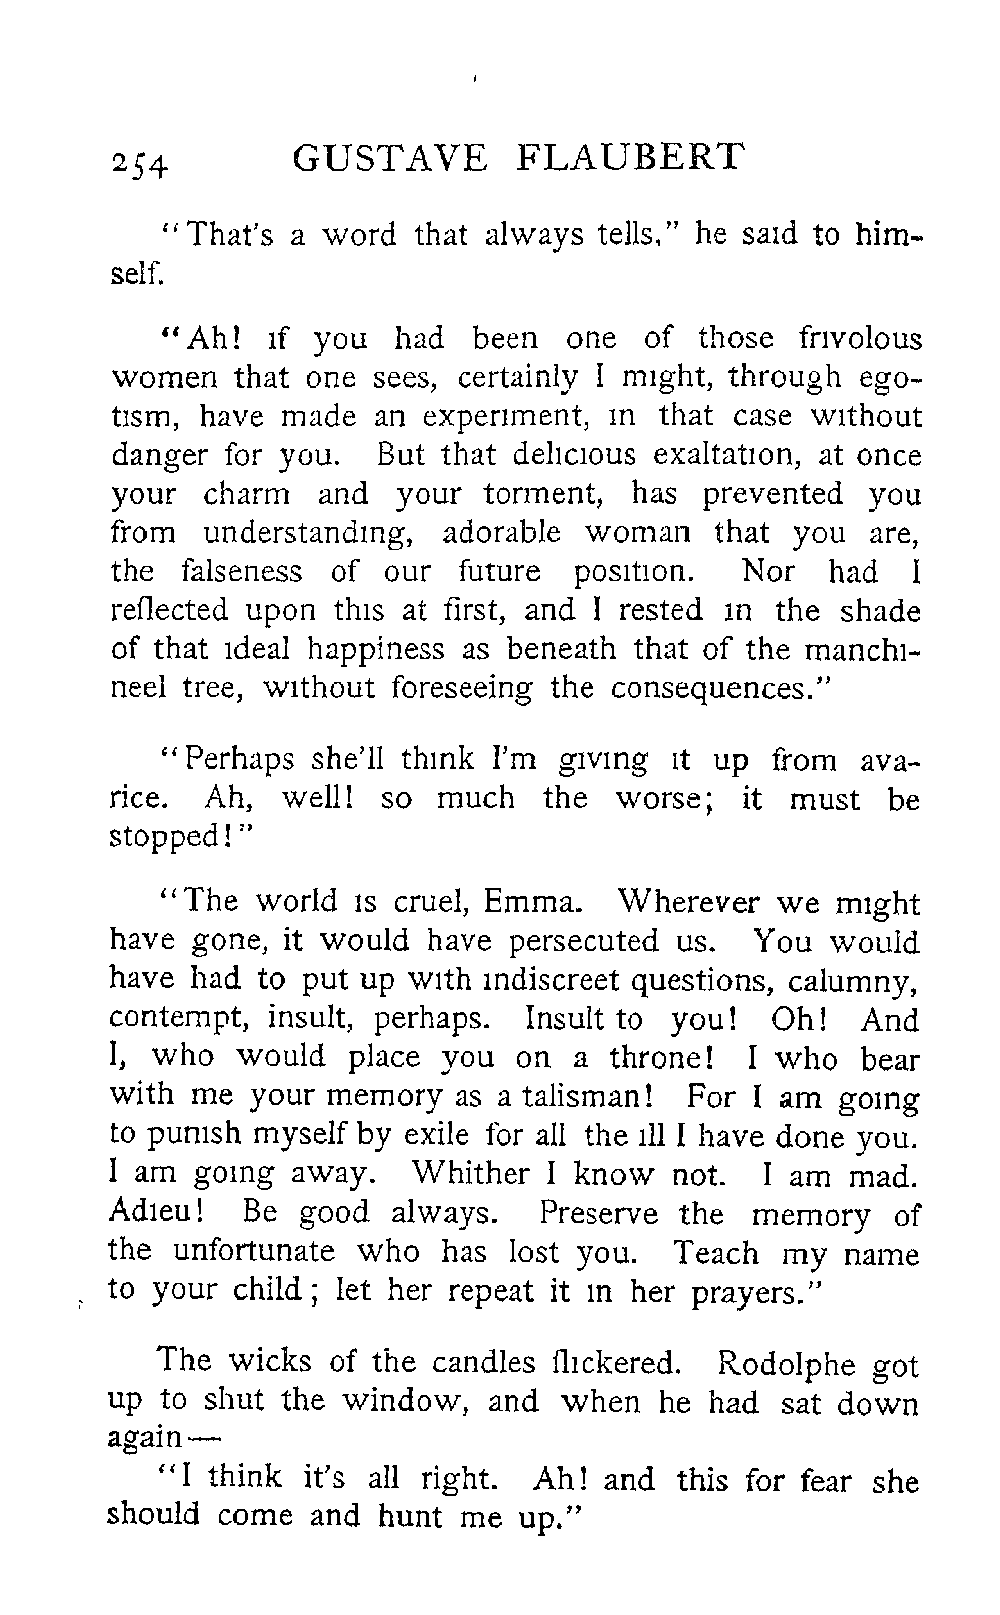 254 GUSTAVE FLAUBERT
"That's a word that always tells," he said to him-
self.
"Ah! if you had been one of those frivolous
women that one sees, certainly I might, through ego-
tism, have made an experiment, in that case without
danger for you. But that delicious exaltation, at once
your charm and your torment, has prevented you
from understanding, adorable woman that you are,
the falseness of our future position. Nor had I
reflected upon this at first, and I rested in the shade
of that ideal happiness as beneath that of the manchi-
neel tree, without foreseeing the consequences."
"Perhaps she'll think I'm giving it up from ava-
rice. Ah, well! so much the worse; it must be
stopped!"
"The world is cruel, Emma. Wherever we might
have gone, it would have persecuted us. You would
have had to put up with indiscreet questions, calumny,
contempt, insult, perhaps. Insult to you! Oh! And
I, who would place you on a throne! I who bear
with me your memory as a talisman! For I am going
to punish myself by exile for all the ill I have done you.
I am going away. Whither I know not. I am mad.
Adieu! Be good always. Preserve the memory of
the unfortunate who has lost you. Teach my name
to your child; let her repeat it in her prayers."
The wicks of the candles flickered. Rodolphe got
up to shut the window, and when he had sat down
again—
"I think it's all right. Ah! and this for fear she
should come and hunt me up."